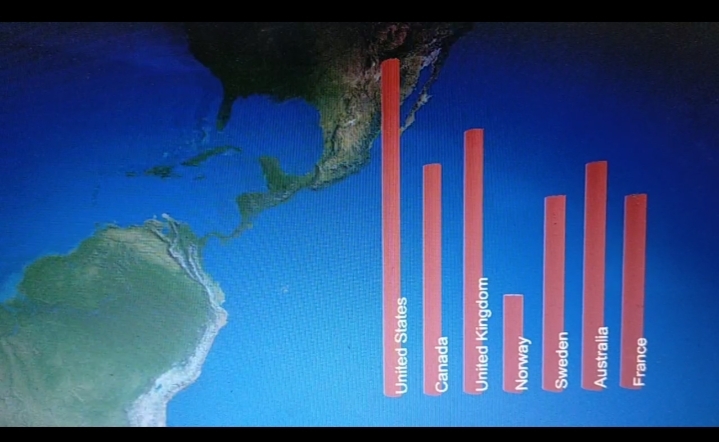 United States
Canada
United Kingdom
Norway
Sweden
Australia
France